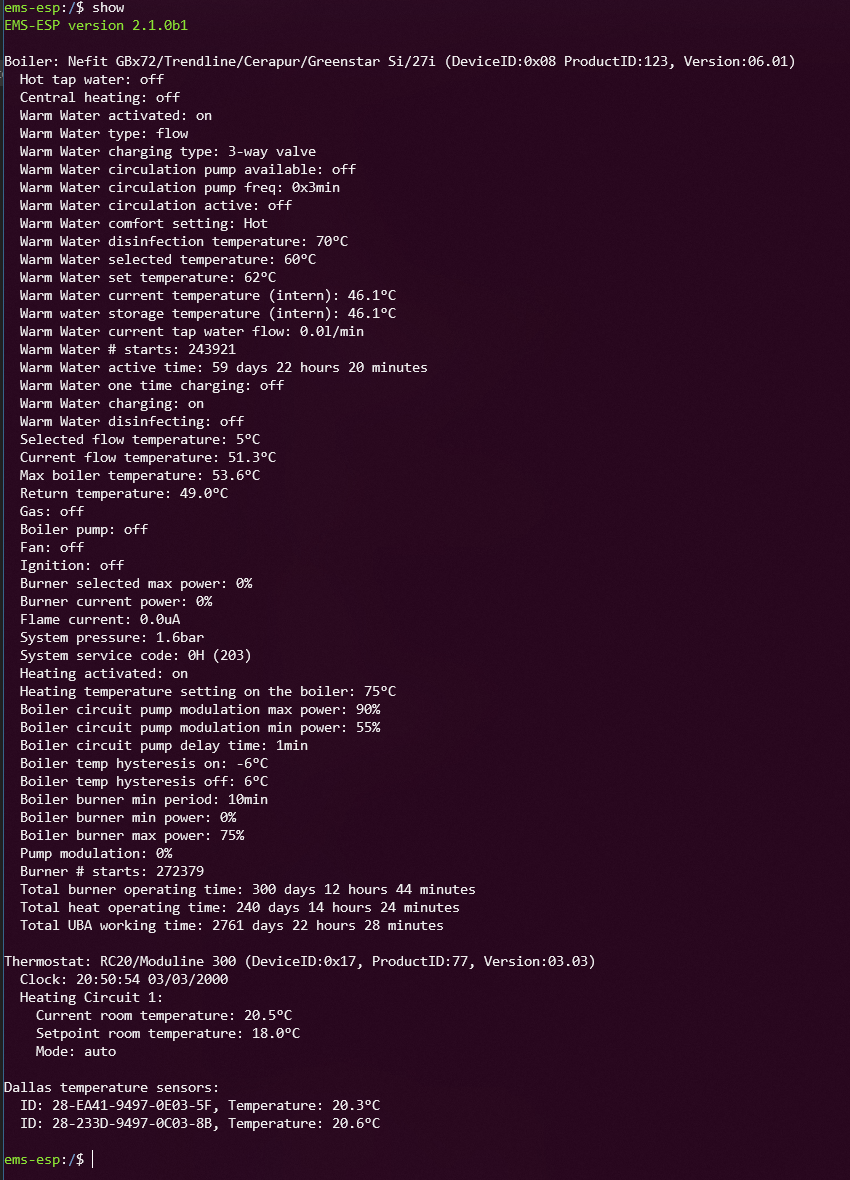 ems-esp:/$ show
EMS-ESP version 2.1.0b1
Boiler: Nefit GBx72/Trendline/Cerapur/Greenstar Si/27i (DeviceID:0x08 ProductID:123, Version:06.01)
Hot tap water: off
Central heating: off
Warm Water activated: on
Warm Water type: flow
Warm Water charging type: 3-way valve
Warm Water circulation pump available: off
Warm Water circulation pump freq: 0x3min
Warm Water circulation active: off
Warm Water comfort setting: Hot
Warm Water disinfection temperature: 70°C
Warm Water selected temperature: 60°C
Warm Water set temperature: 62°C
Warm Water current temperature (intern): 46.1°C
Warm water storage temperature (intern): 46.1°C
Warm Water current tap water flow: 0.0l/min
Warm Water # starts: 243921
Warm Water active time: 59 days 22 hours 20 minutes
Warm Water one time charging: off
Warm Water charging: on
Warm Water disinfecting: off
Selected flow temperature: 5°C
Current flow temperature: 51.3°C
Max boiler temperature: 53.6°C
Return temperature: 49.0°C
Gas: off
Boiler pump: off
Fan: off
Ignition: off
Burner selected max power: 0%
Burner current power: 0%
Flame current: 0.0uA
System pressure: 1.6bar
System service code: 0H (203)
Heating activated: on
Heating temperature setting on the boiler: 75°C
Boiler circuit pump modulation max power: 90%
Boiler circuit pump modulation min power: 55%
Boiler circuit pump delay time: 1min
Boiler temp hysteresis on: -6°C
Boiler temp hysteresis off: 6°C
Boiler burner min period: 10min
Boiler burner min power: 0%
Boiler burner max power: 75%
Pump modulation: 0%
Burner # starts: 272379
Total burner operating time: 300 days 12 hours 44 minutes
Total heat operating time: 240 days 14 hours 24 minutes
Total UBA working time: 2761 days 22 hours 28 minutes
Thermostat: RC20/Moduline 300 (DeviceID:0x17, ProductID:77, Version:03.03)
Clock: 20:50:54 03/03/2000
Heating Circuit 1:
Current room temperature: 20.5°C
Setpoint room temperature: 18.0°C
Mode: auto
Dallas temperature sensors:
ID: 28-EA41-9497-0E03-5F, Temperature: 20.3°C
ID: 28-233D-9497-0C03-8B, Temperature: 20.6°C
ems-esp:/$